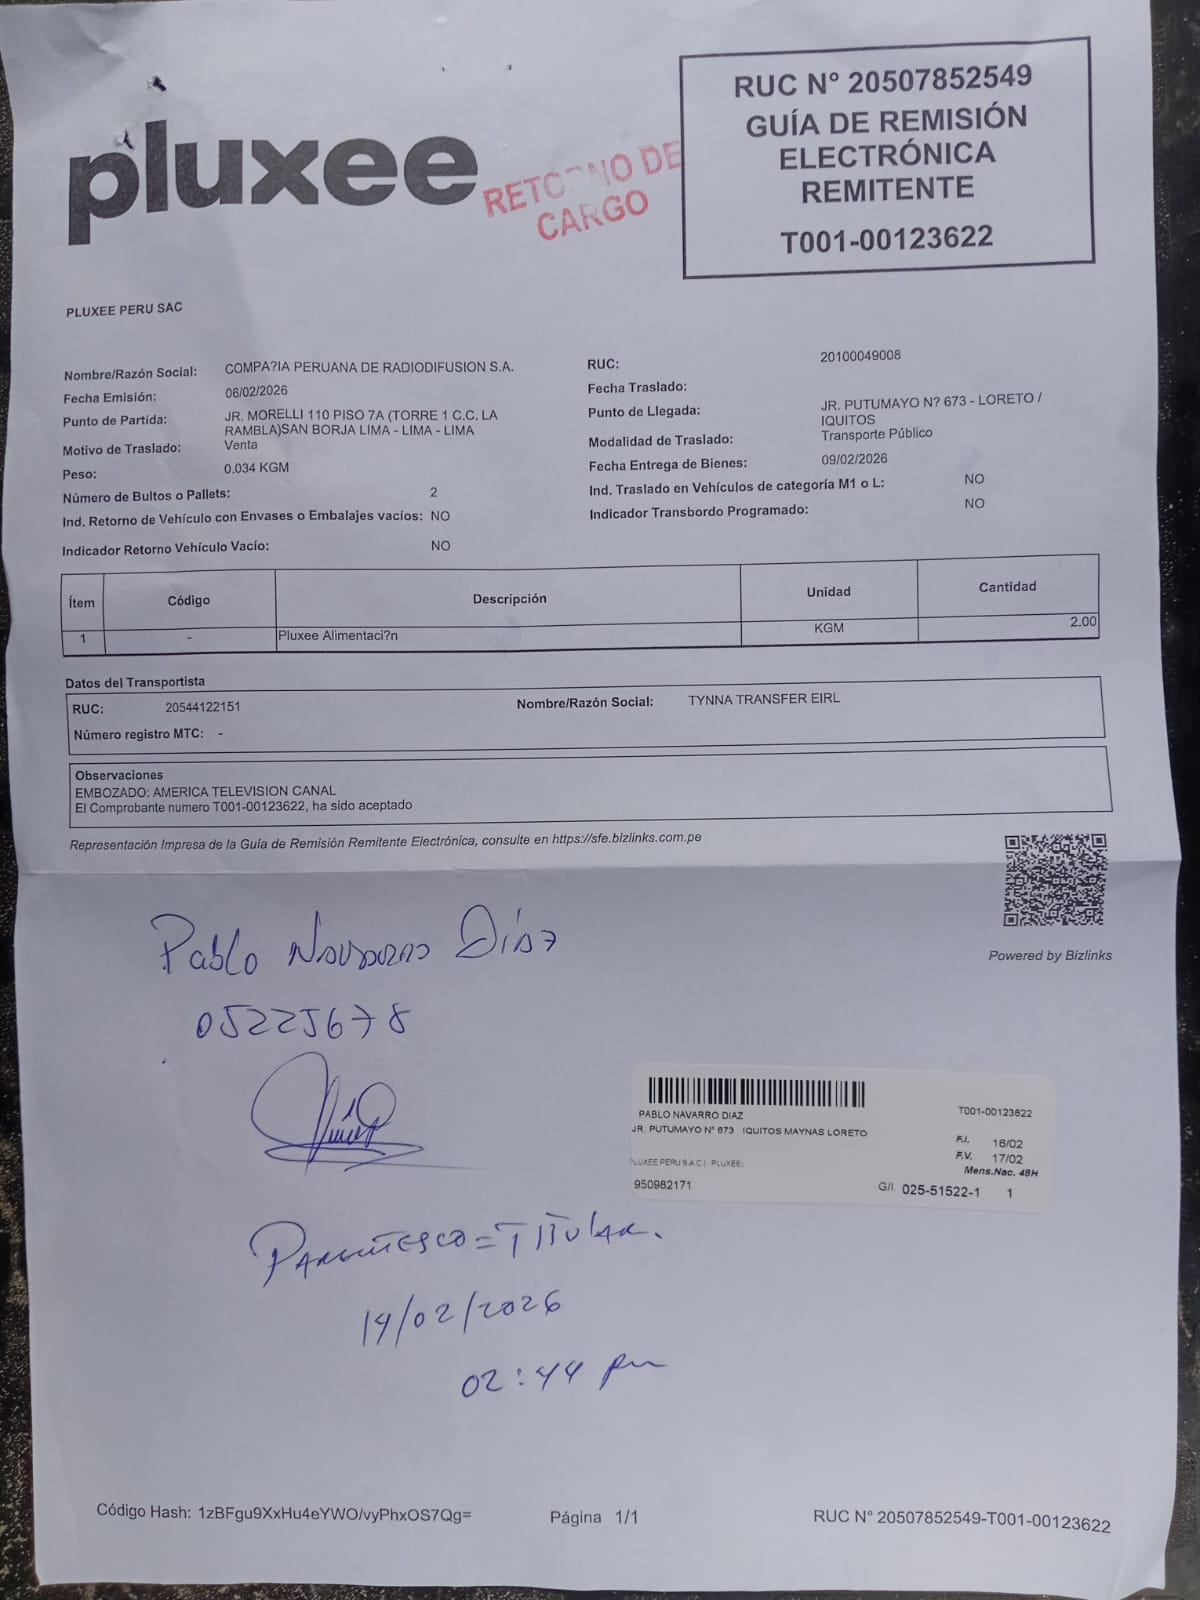 pluxee
RETORNO DE
CARGO
RUC N° 20507852549
GUÍA DE REMISIÓN
ELECTRÓNICA
REMITENTE
T001-00123622
PLUXEE PERU SAC
Nombre/Razón Social: COMPA?IA PERUANA DE RADIODIFUSION S.A.
Fecha Emisión: 06/02/2026
Punto de Partida: JR. MORELLI 110 PISO 7A (TORRE 1 C.C. LA
RAMBLA)SAN BORJA LIMA - LIMA - LIMA
Motivo de Traslado: Venta
Peso: 0,034 KGM
Número de Bultos o Pallets: 2
Ind. Retorno de Vehículo con Envases o Embalajes vacíos: NO
Indicador Retorno Vehículo Vacío: NO
RUC: 20100049008
Fecha Traslado:
Punto de Llegada: JR. PUTUMAYO N? 673 - LORETO /
IQUITOS
Modalidad de Traslado: Transporte Público
Fecha Entrega de Bienes: 09/02/2026
Ind. Traslado en Vehículos de categoría M1 o L: NO
Indicador Transbordo Programado: NO
Ítem Código Descripción Unidad Cantidad
1 - Pluxee Alimentaci?n KGM 2.00
Datos del Transportista
RUC: 20544122151 Nombre/Razón Social: TYNNA TRANSFER EIRL
Número registro MTC: -
Observaciones
EMBOZADO: AMERICA TELEVISION CANAL
El Comprobante numero T001-00123622, ha sido aceptado
Representación Impresa de la Guía de Remisión Remitente Electrónica, consulte en https://sfe.bizlinks.com.pe
Powered by Bizlinks
Pablo Navarro Díaz
05225678
PABLO NAVARRO DIAZ T001-00123622
JR. PUTUMAYO N° 673 IQUITOS MAYNAS LORETO
F.I. 16/02
F.V. 17/02
Mens.Nac. 48H
PLUXEE PERU S.A.C ( PLUXEE)
950982171 G/I. 025-51522-1 1
PARENTESCO = TITULAR.
14/02/2026
02:44 pm
Código Hash: 1zBFgu9XxHu4eYWO/vyPhxOS7Qg= Página 1/1 RUC N° 20507852549-T001-00123622